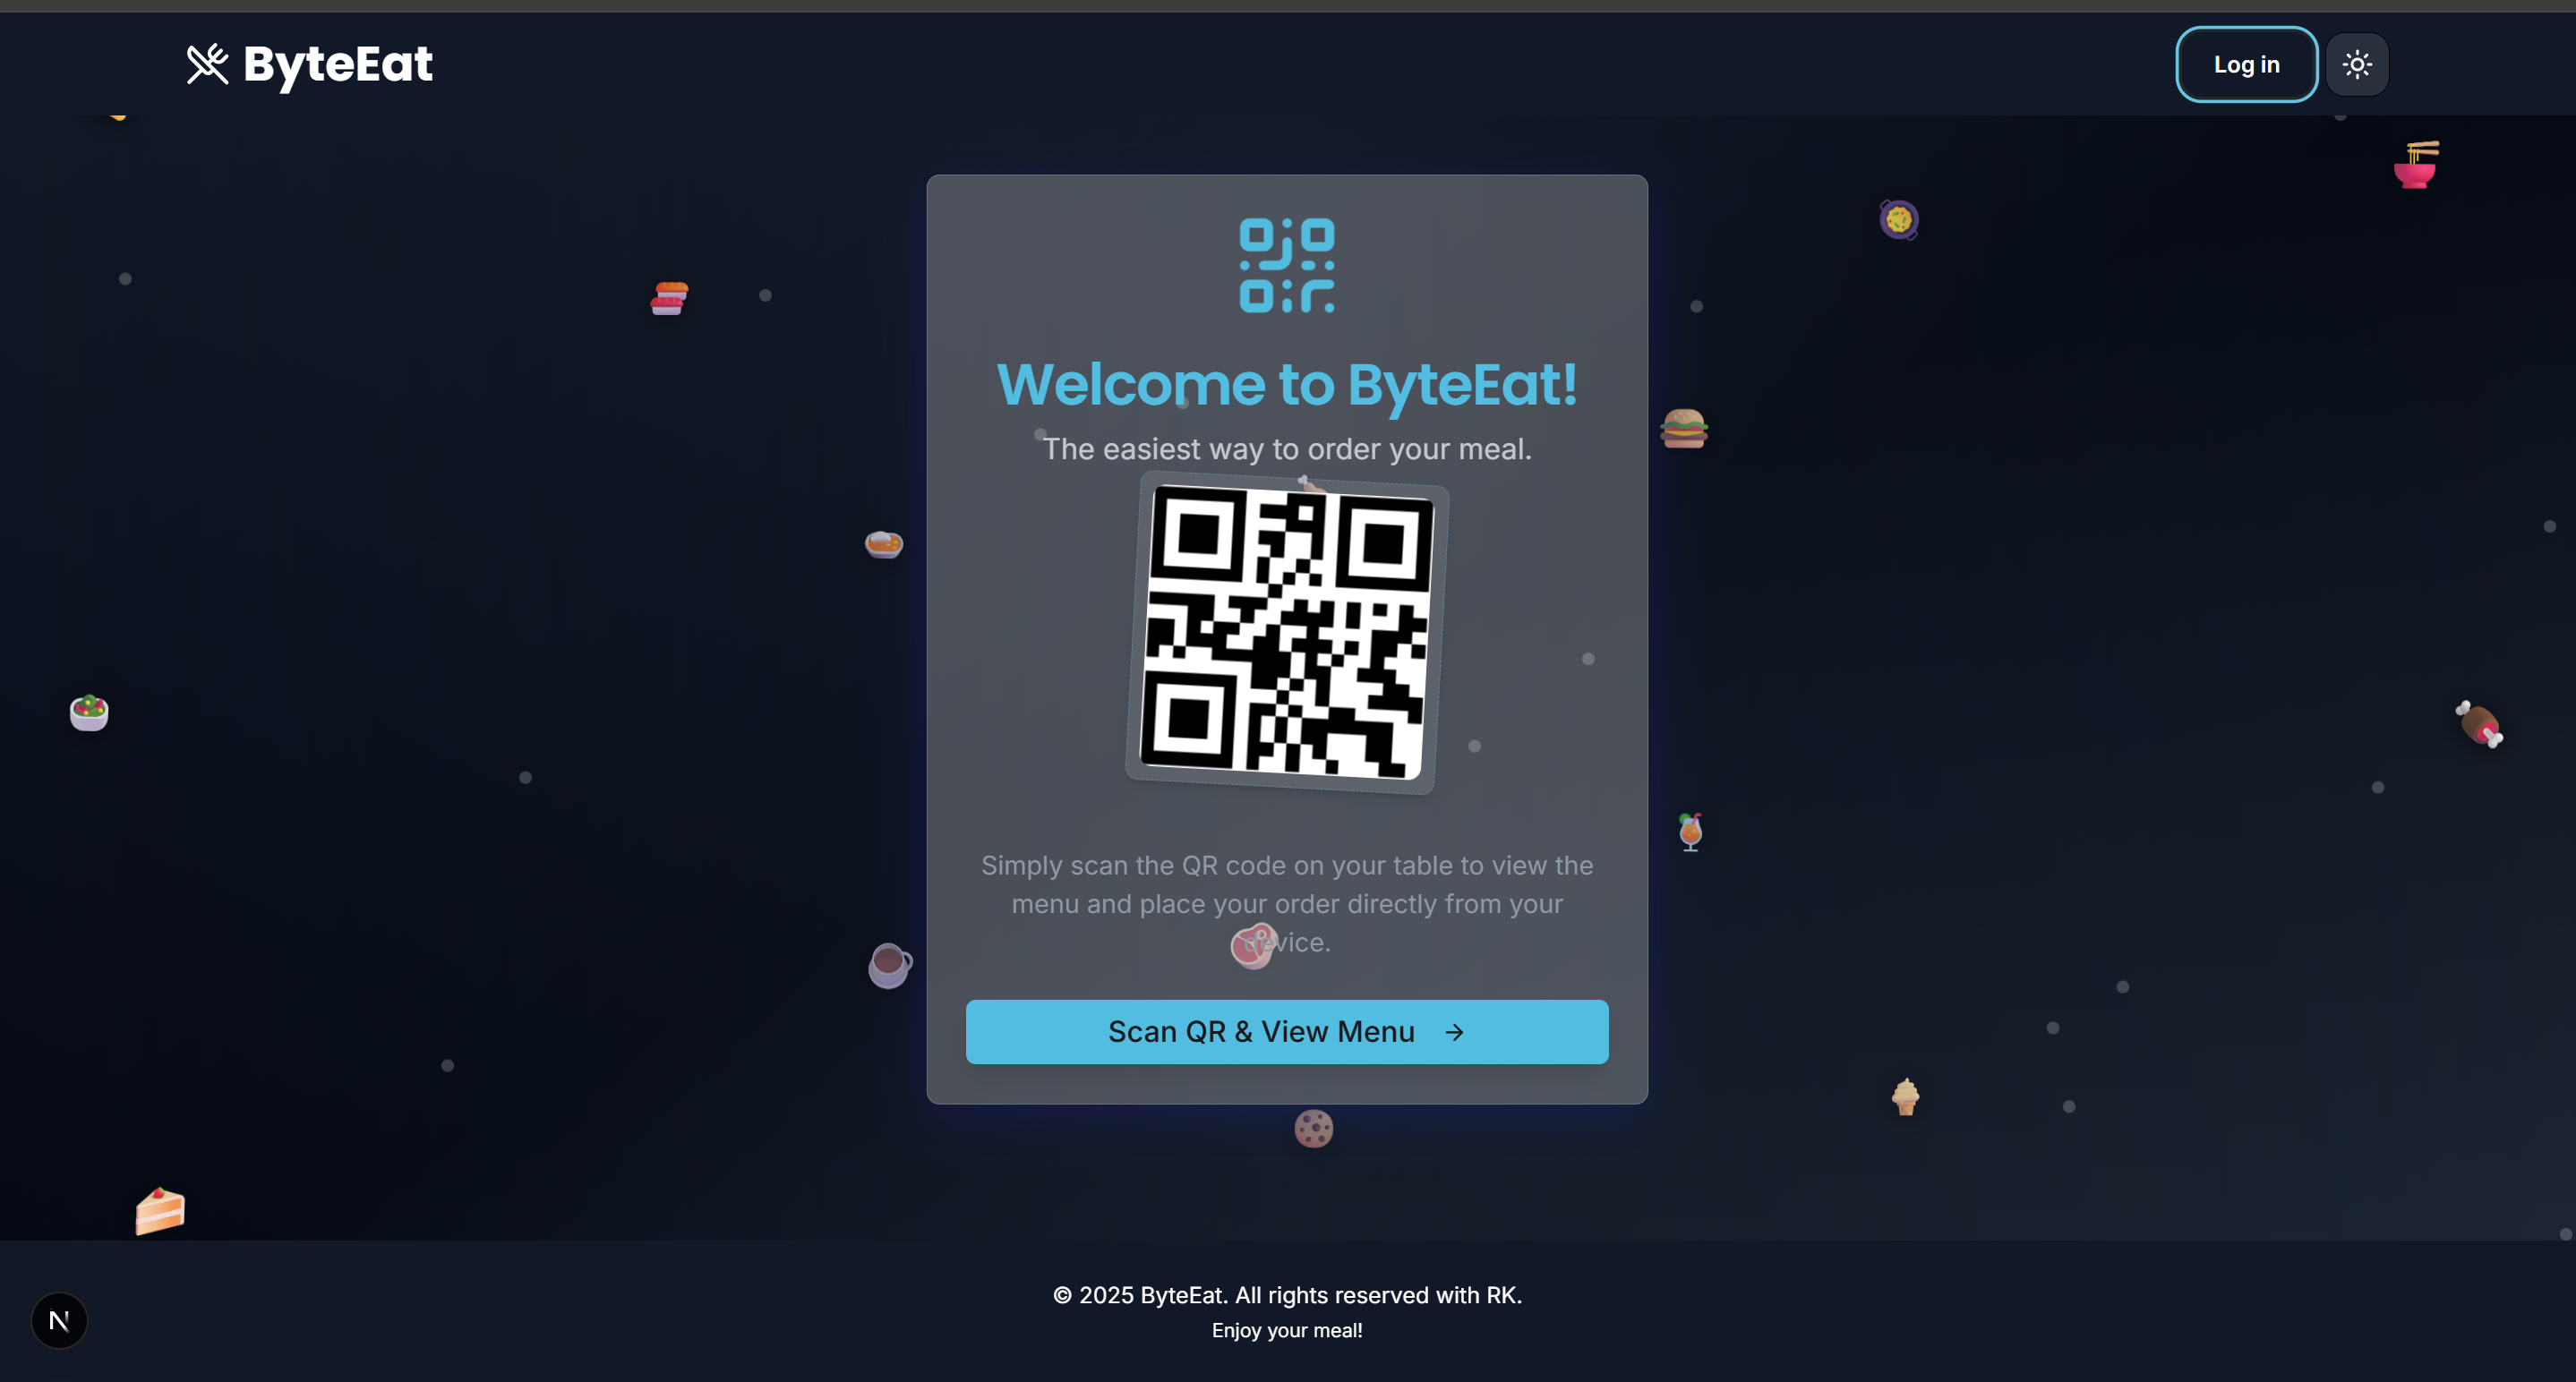 ByteEat
Log in
Welcome to ByteEat!
The easiest way to order your meal.
Simply scan the QR code on your table to view the
menu and place your order directly from your
device.
Scan QR & View Menu →
© 2025 ByteEat. All rights reserved with RK.
Enjoy your meal!
N